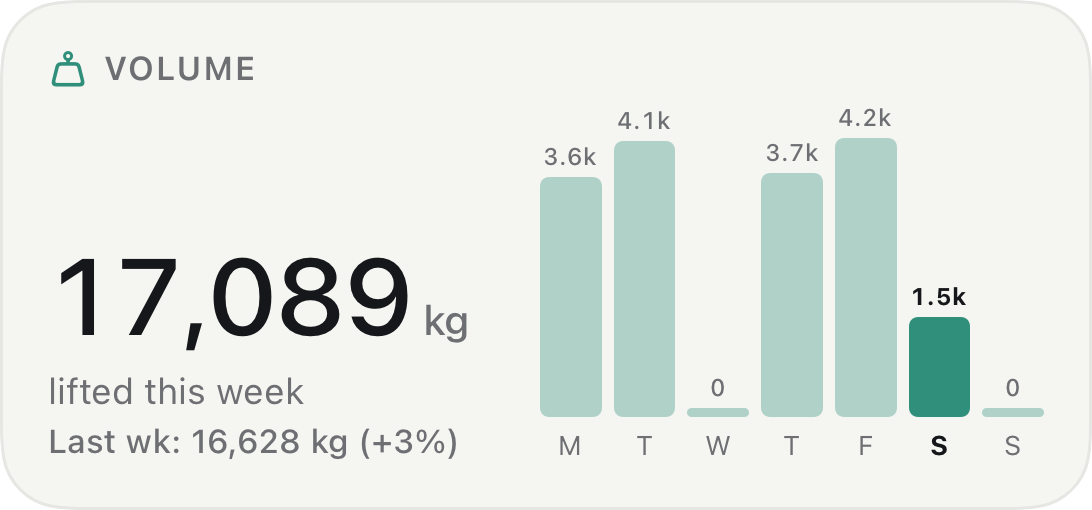 VOLUME
17,089 kg
lifted this week
Last wk: 16,628 kg (+3%)
3.6k 4.1k 0 3.7k 4.2k 1.5k 0
M T W T F S S